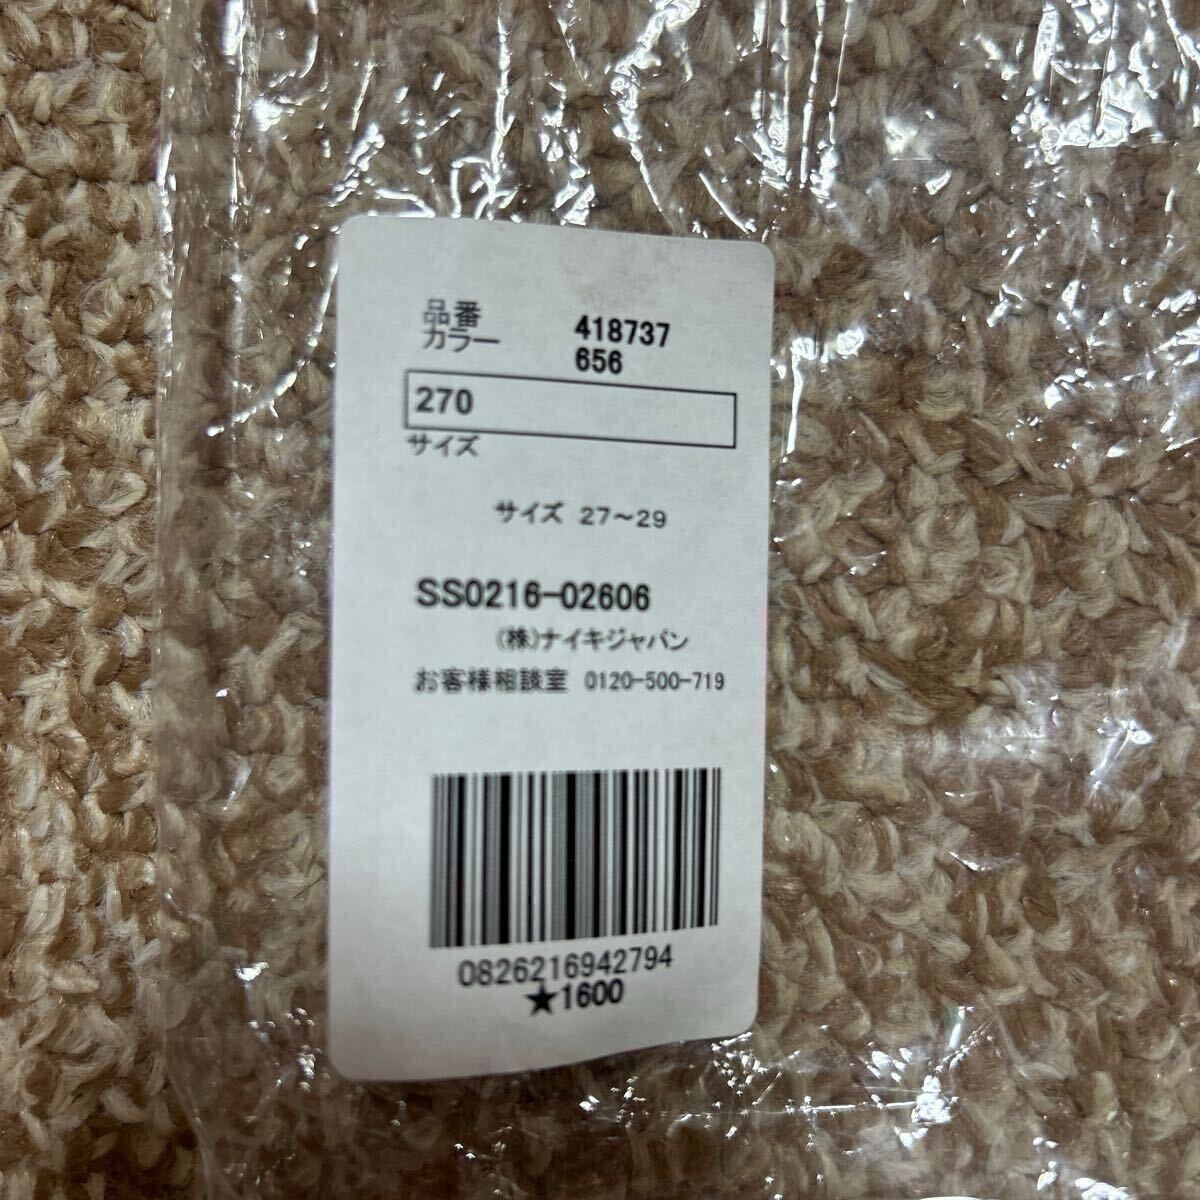 品番 418737
カラー 656
270
サイズ
サイズ 27～29
SS0216-02606
(株)ナイキジャパン
お客様相談室 0120-500-719
0826216942794
★1600